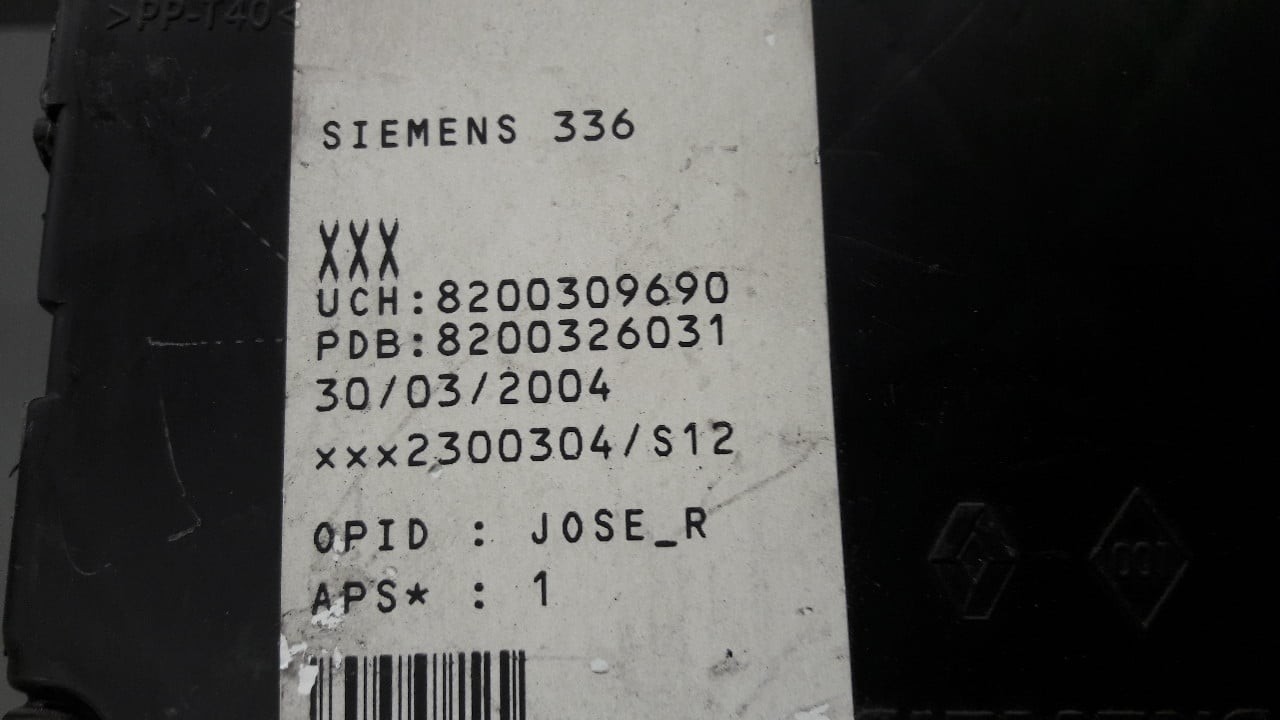 >PP-T40<
SIEMENS 336
XXX
UCH:8200309690
PDB:8200326031
30/03/2004
xxx2300304/S12
OPID : JOSE_R
APS* : 1